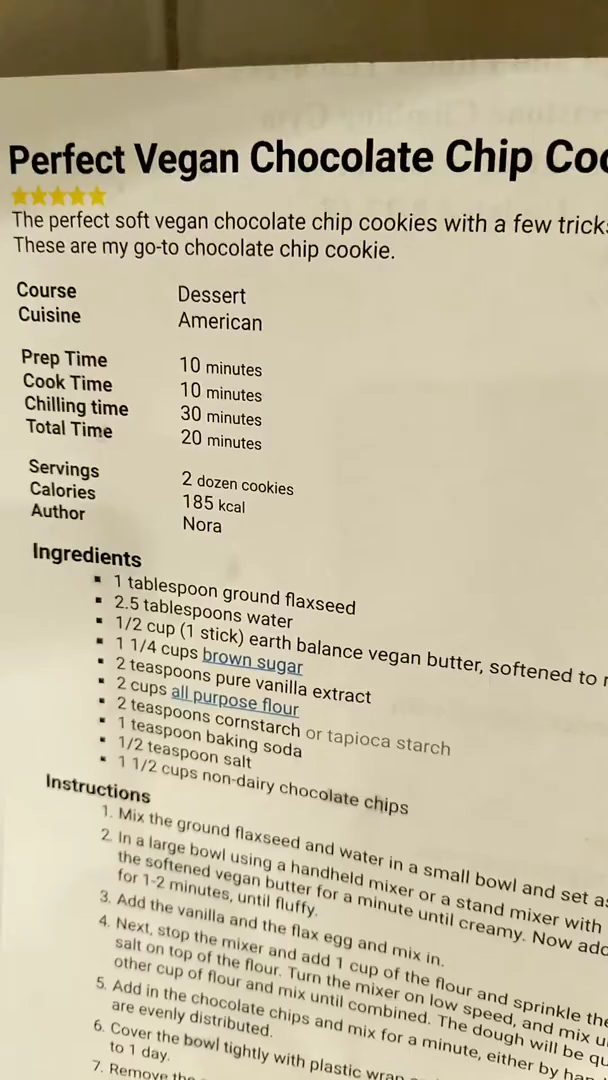 Perfect Vegan Chocolate Chip Coo
The perfect soft vegan chocolate chip cookies with a few tricks
These are my go-to chocolate chip cookie.
Course Dessert
Cuisine American
Prep Time 10 minutes
Cook Time 10 minutes
Chilling time 30 minutes
Total Time 20 minutes
Servings 2 dozen cookies
Calories 185 kcal
Author Nora
Ingredients
▪ 1 tablespoon ground flaxseed
▪ 2.5 tablespoons water
▪ 1/2 cup (1 stick) earth balance vegan butter, softened to r
▪ 1 1/4 cups brown sugar
▪ 2 teaspoons pure vanilla extract
▪ 2 cups all purpose flour
▪ 2 teaspoons cornstarch or tapioca starch
▪ 1 teaspoon baking soda
▪ 1/2 teaspoon salt
▪ 1 1/2 cups non-dairy chocolate chips
Instructions
1. Mix the ground flaxseed and water in a small bowl and set as
2. In a large bowl using a handheld mixer or a stand mixer with
the softened vegan butter for a minute until creamy. Now add
for 1-2 minutes, until fluffy.
3. Add the vanilla and the flax egg and mix in.
4. Next, stop the mixer and add 1 cup of the flour and sprinkle the
salt on top of the flour. Turn the mixer on low speed, and mix u
other cup of flour and mix until combined. The dough will be qu
5. Add in the chocolate chips and mix for a minute, either by han
are evenly distributed.
6. Cover the bowl tightly with plastic wrap
to 1 day.
7. Remove the